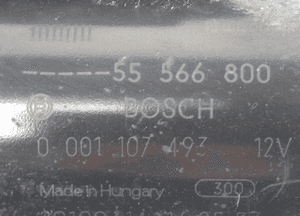 -----55 566 800
BOSCH
0 001 107 493 12V
Made in Hungary 300